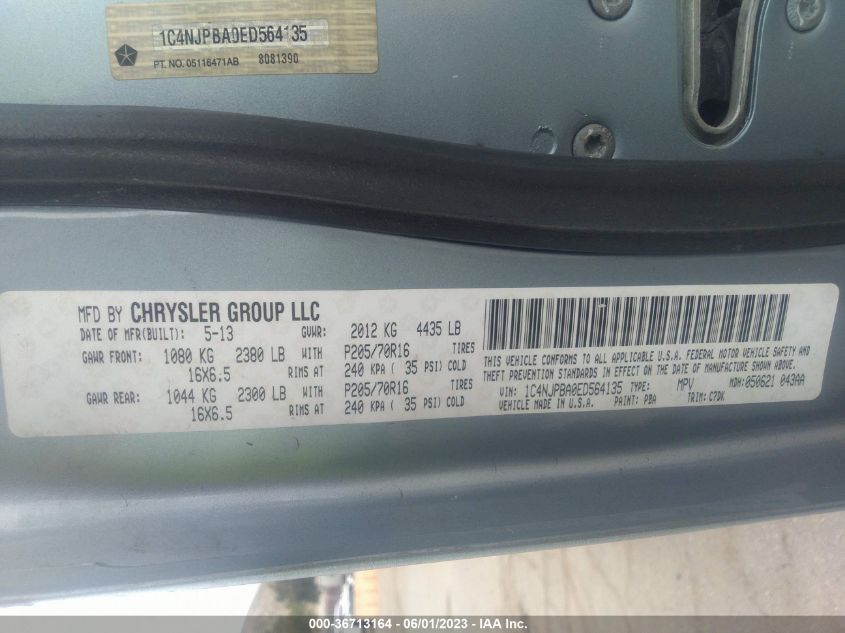 1C4NJPBA0ED564135
PT. NO. 05116471AB 8081390
MFD BY CHRYSLER GROUP LLC
DATE OF MFR(BUILT): 5-13 GVWR: 2012 KG 4435 LB
GAWR FRONT: 1080 KG 2380 LB WITH P205/70R16 TIRES
16X6.5 RIMS AT 240 KPA ( 35 PSI) COLD
GAWR REAR: 1044 KG 2300 LB WITH P205/70R16 TIRES
16X6.5 RIMS AT 240 KPA ( 35 PSI) COLD
THIS VEHICLE CONFORMS TO ALL APPLICABLE U.S.A. FEDERAL MOTOR VEHICLE SAFETY AND
THEFT PREVENTION STANDARDS IN EFFECT ON THE DATE OF MANUFACTURE SHOWN ABOVE.
VIN: 1C4NJPBA0ED564135 TYPE: MPV MDH:050621 043AA
VEHICLE MADE IN U.S.A. PAINT: PBA TRIM: C7DK
000-36713164 - 06/01/2023 - IAA Inc.